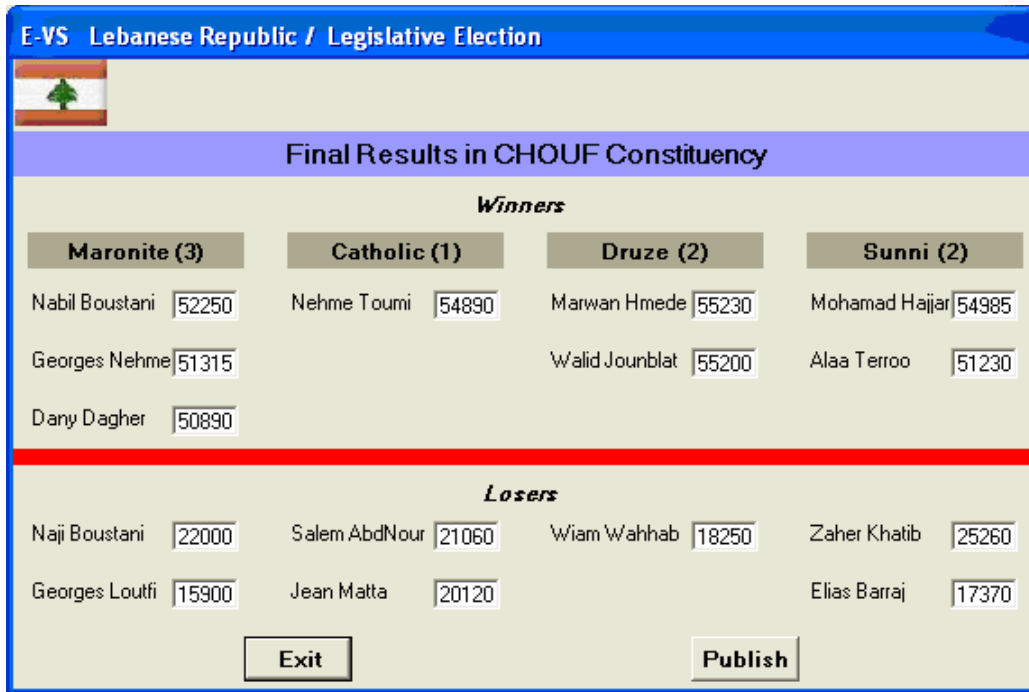 E-VS Lebanese Republic / Legislative Election
Final Results in CHOUF Constituency
Winners
Maronite (3) Catholic (1) Druze (2) Sunni (2)
Nabil Boustani 52250 Nehme Toumi 54890 Marwan Hmede 55230 Mohamad Hajjar 54985
Georges Nehme 51315 Walid Jounblat 55200 Alaa Terroo 51230
Dany Dagher 50890
Losers
Naji Boustani 22000 Salem AbdNour 21060 Wiam Wahhab 18250 Zaher Khatib 25260
Georges Loutfi 15900 Jean Matta 20120 Elias Barraj 17370
Exit Publish